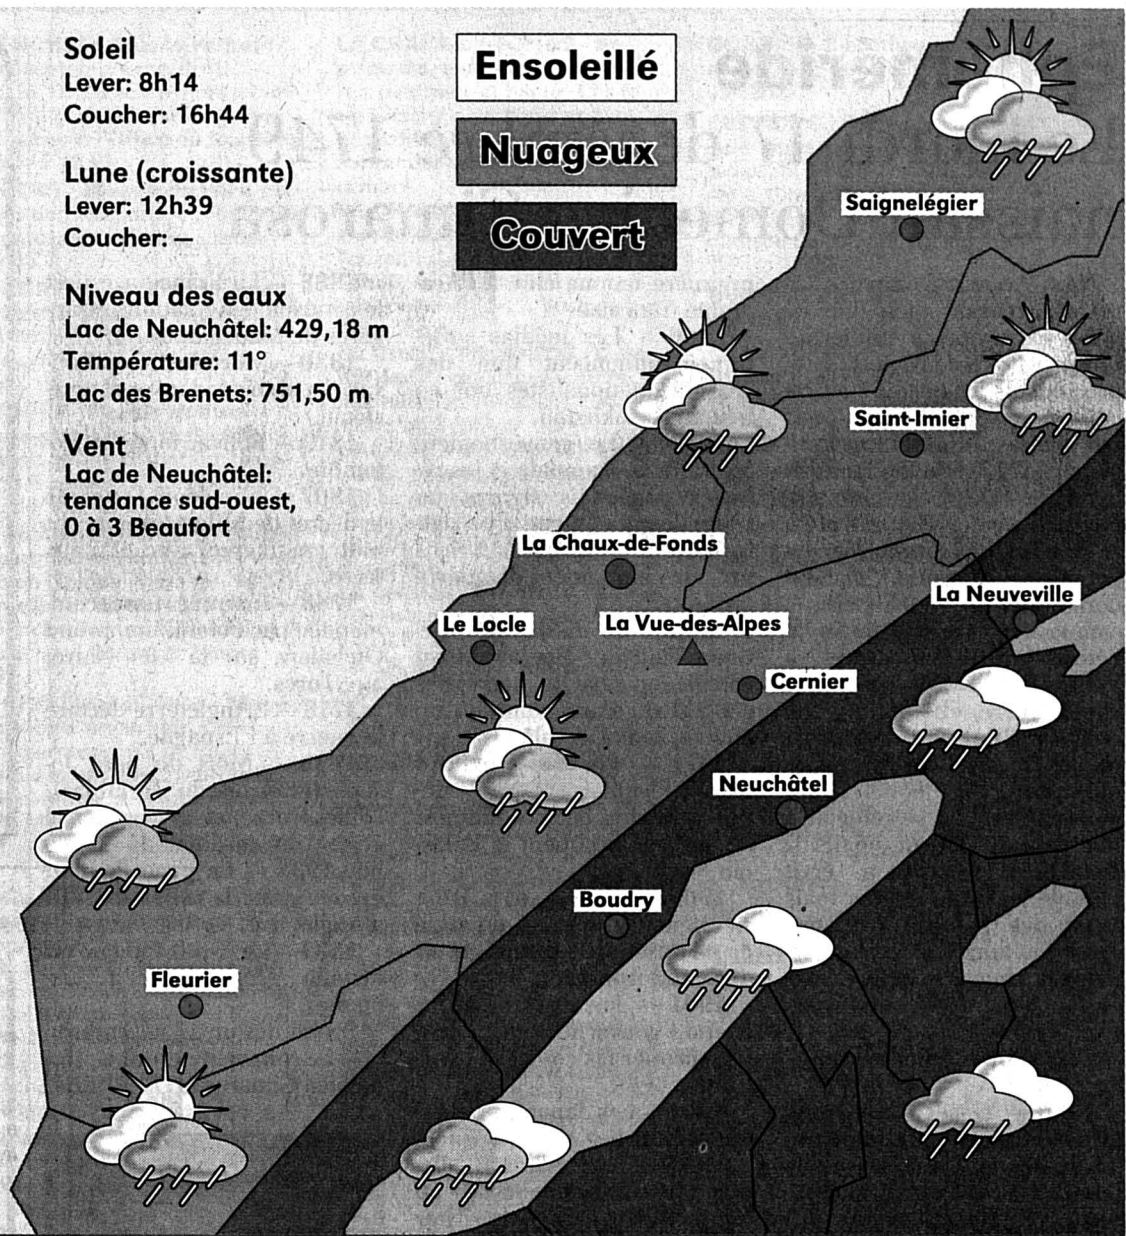 Soleil
Lever: 8h14
Coucher: 16h44
Lune (croissante)
Lever: 12h39
Coucher: —
Niveau des eaux
Lac de Neuchâtel: 429,18 m
Température: 11°
Lac des Brenets: 751,50 m
Vent
Lac de Neuchâtel:
tendance sud-ouest,
0 à 3 Beaufort
Ensoleillé
Nuageux
Couvert
Saignelégier
Saint-Imier
La Chaux-de-Fonds
La Neuveville
Le Locle
La Vue-des-Alpes
Cernier
Neuchâtel
Boudry
Fleurier